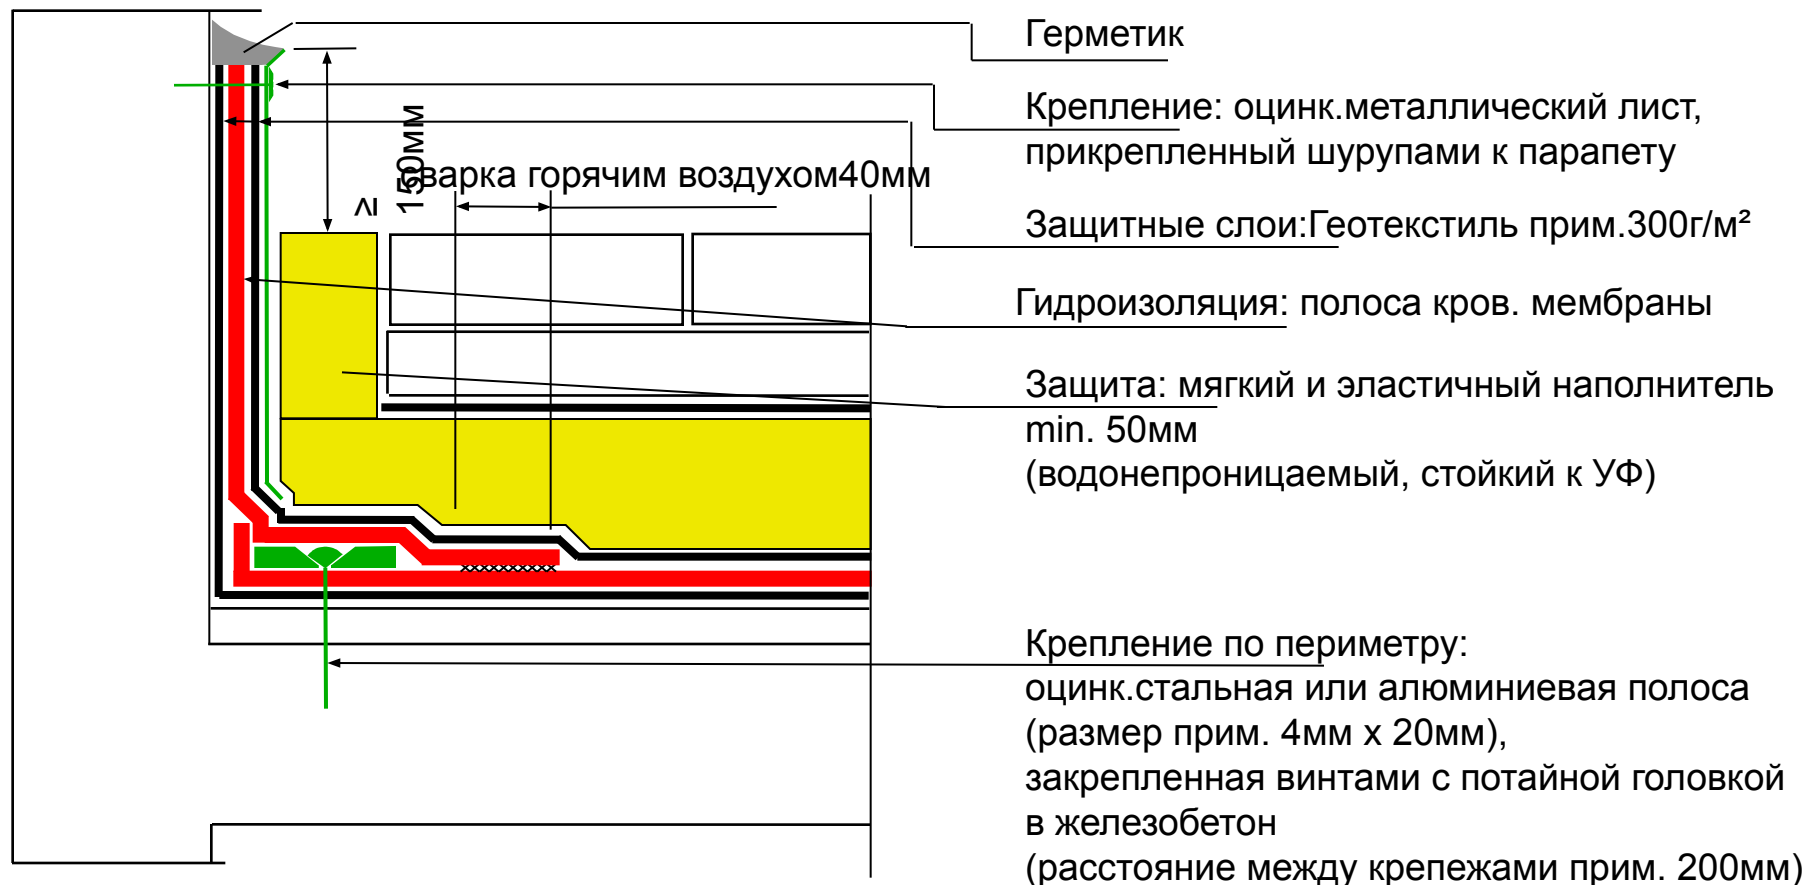 Герметик
Крепление: оцинк.металлический лист,
прикрепленный шурупами к парапету
≥ 150мм
сварка горячим воздухом40мм
Защитные слои:Геотекстиль прим.300г/м²
Гидроизоляция: полоса кров. мембраны
Защита: мягкий и эластичный наполнитель
min. 50мм
(водонепроницаемый, стойкий к УФ)
Крепление по периметру:
оцинк.стальная или алюминиевая полоса
(размер прим. 4мм x 20мм),
закрепленная винтами с потайной головкой
в железобетон
(расстояние между крепежами прим. 200мм)